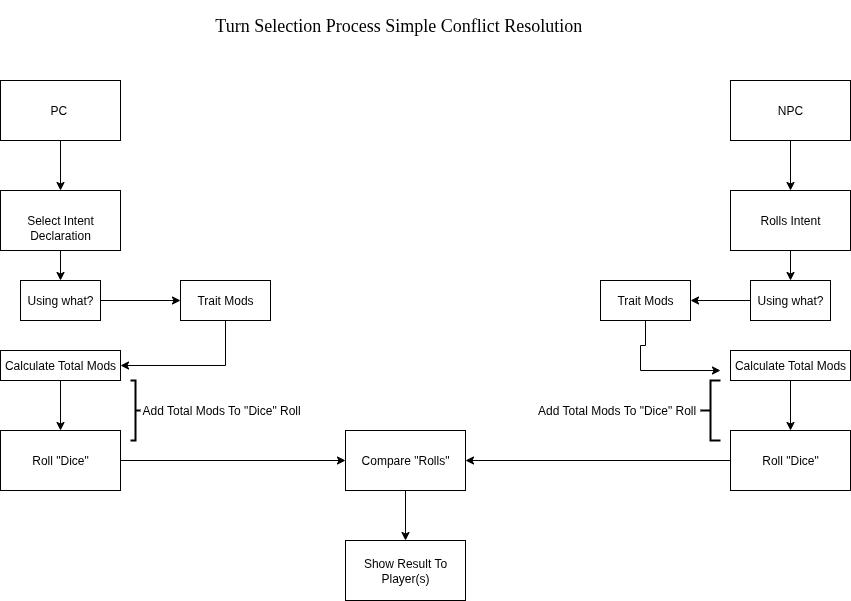 Turn Selection Process Simple Conflict Resolution
PC
NPC
Select Intent
Declaration
Rolls Intent
Using what?
Trait Mods
Trait Mods
Using what?
Calculate Total Mods
Calculate Total Mods
Add Total Mods To "Dice" Roll
Add Total Mods To "Dice" Roll
Roll "Dice"
Compare "Rolls"
Roll "Dice"
Show Result To
Player(s)